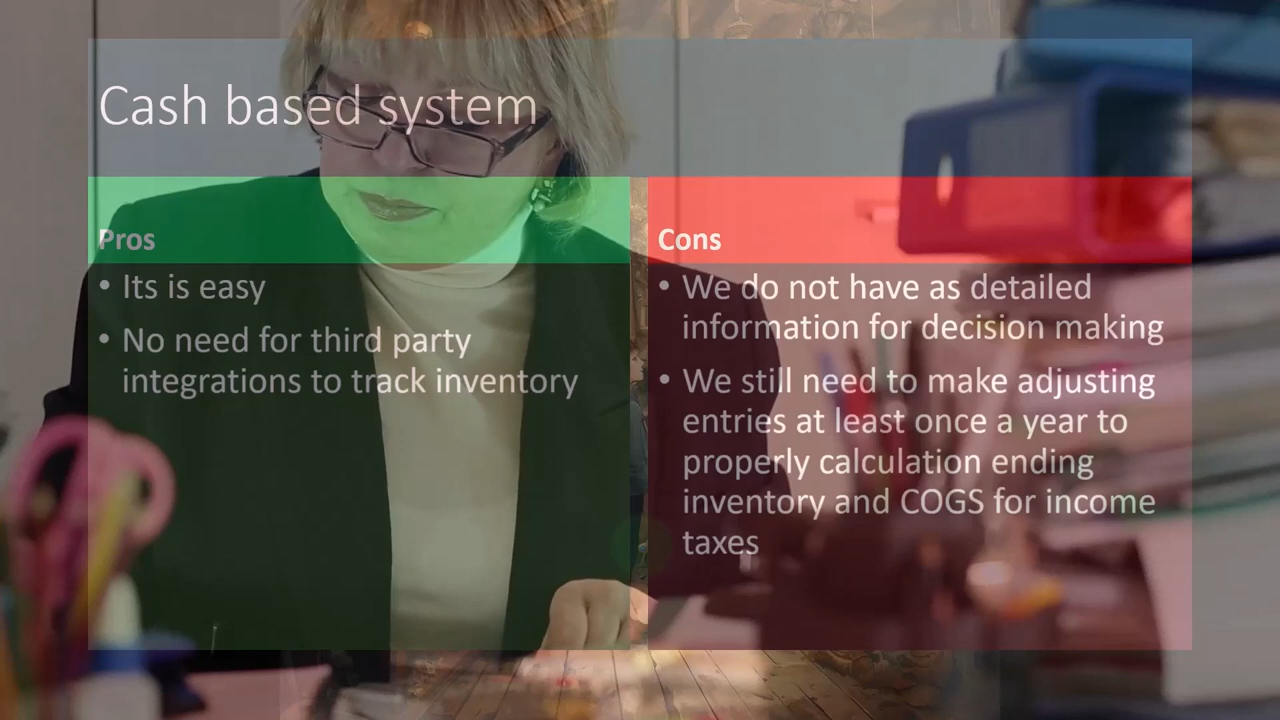 Cash based system
Pros
• Its is easy
• No need for third party
integrations to track inventory
Cons
• We do not have as detailed
information for decision making
• We still need to make adjusting
entries at least once a year to
properly calculation ending
inventory and COGS for income
taxes